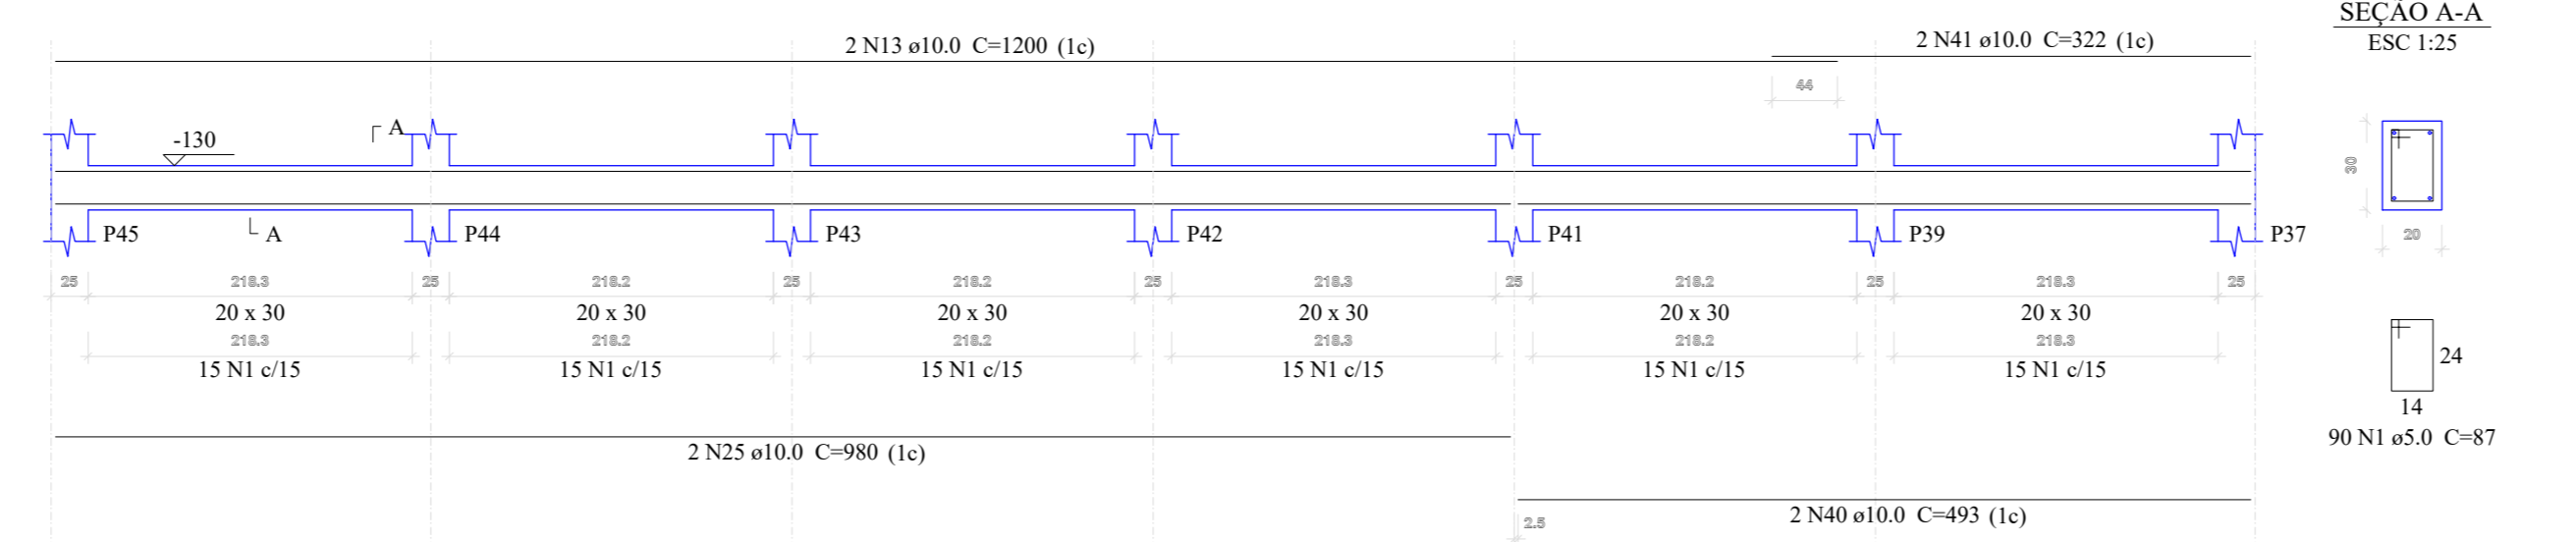 SEÇÃO A-A
ESC 1:25
2 N13 ø10.0 C=1200 (1c)
2 N41 ø10.0 C=322 (1c)
44
-130
A
30
20
A
P45
P44
P43
P42
P41
P39
P37
25 218.3 25 218.2 25 218.2 25 218.3 25 218.2 25 218.3 25
20 x 30 20 x 30 20 x 30 20 x 30 20 x 30 20 x 30
218.3 218.2 218.2 218.3 218.2 218.3
15 N1 c/15 15 N1 c/15 15 N1 c/15 15 N1 c/15 15 N1 c/15 15 N1 c/15
24
14
90 N1 ø5.0 C=87
2 N25 ø10.0 C=980 (1c)
2 N40 ø10.0 C=493 (1c)
2.5